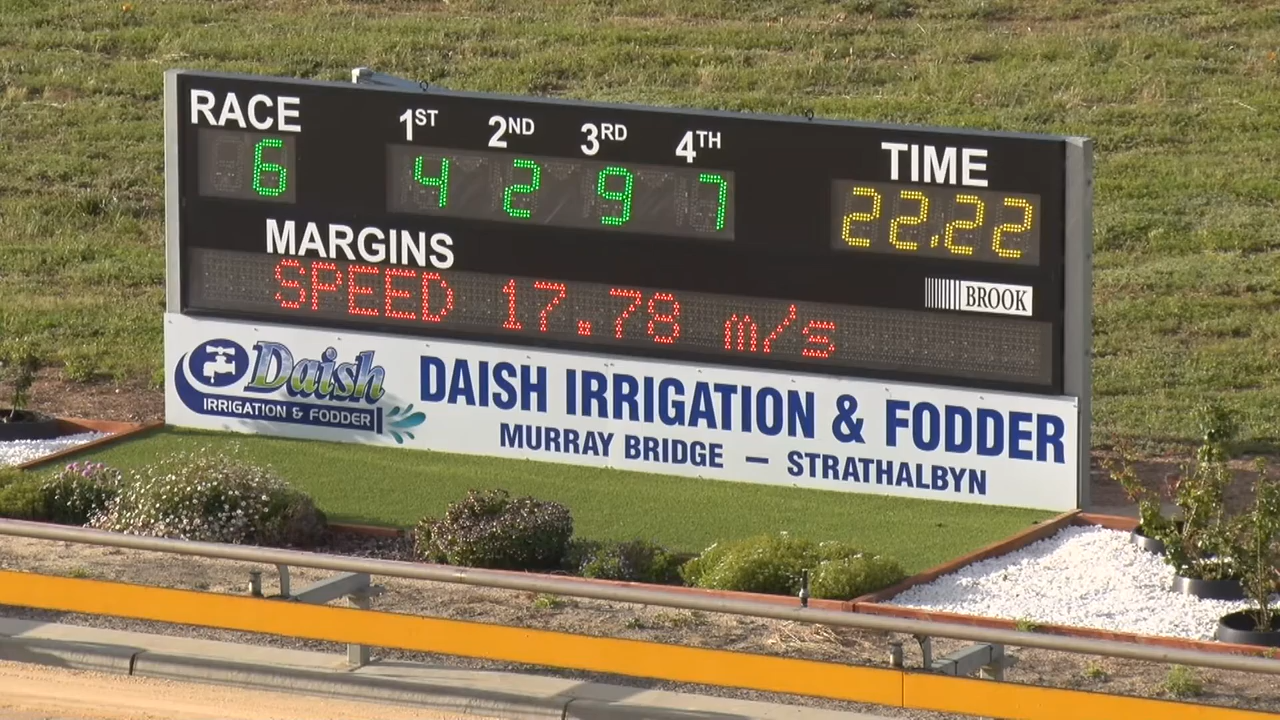 RACE 1ST 2ND 3RD 4TH TIME
6 4 2 9 7 22.22
MARGINS
BROOK
SPEED 17.78 m/s
Daish
IRRIGATION & FODDER
DAISH IRRIGATION & FODDER
MURRAY BRIDGE – STRATHALBYN